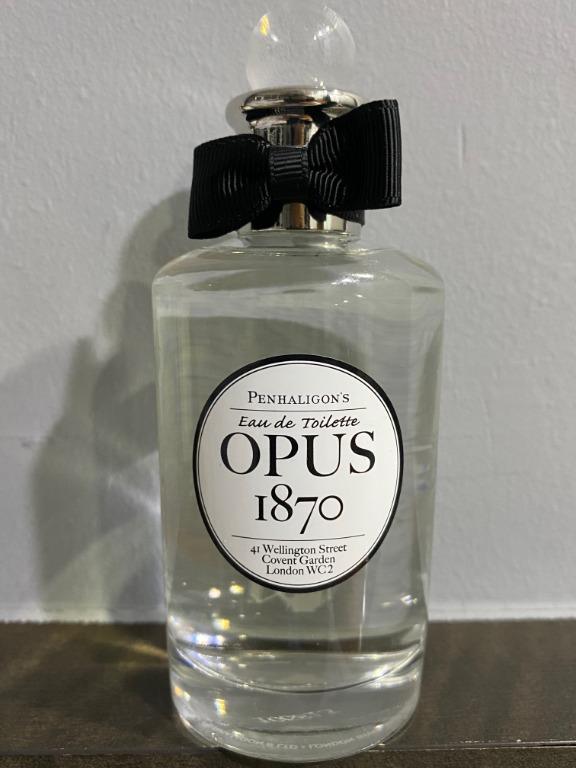 PENHALIGON'S
Eau de Toilette
OPUS
1870
41 Wellington Street
Covent Garden
London WC2